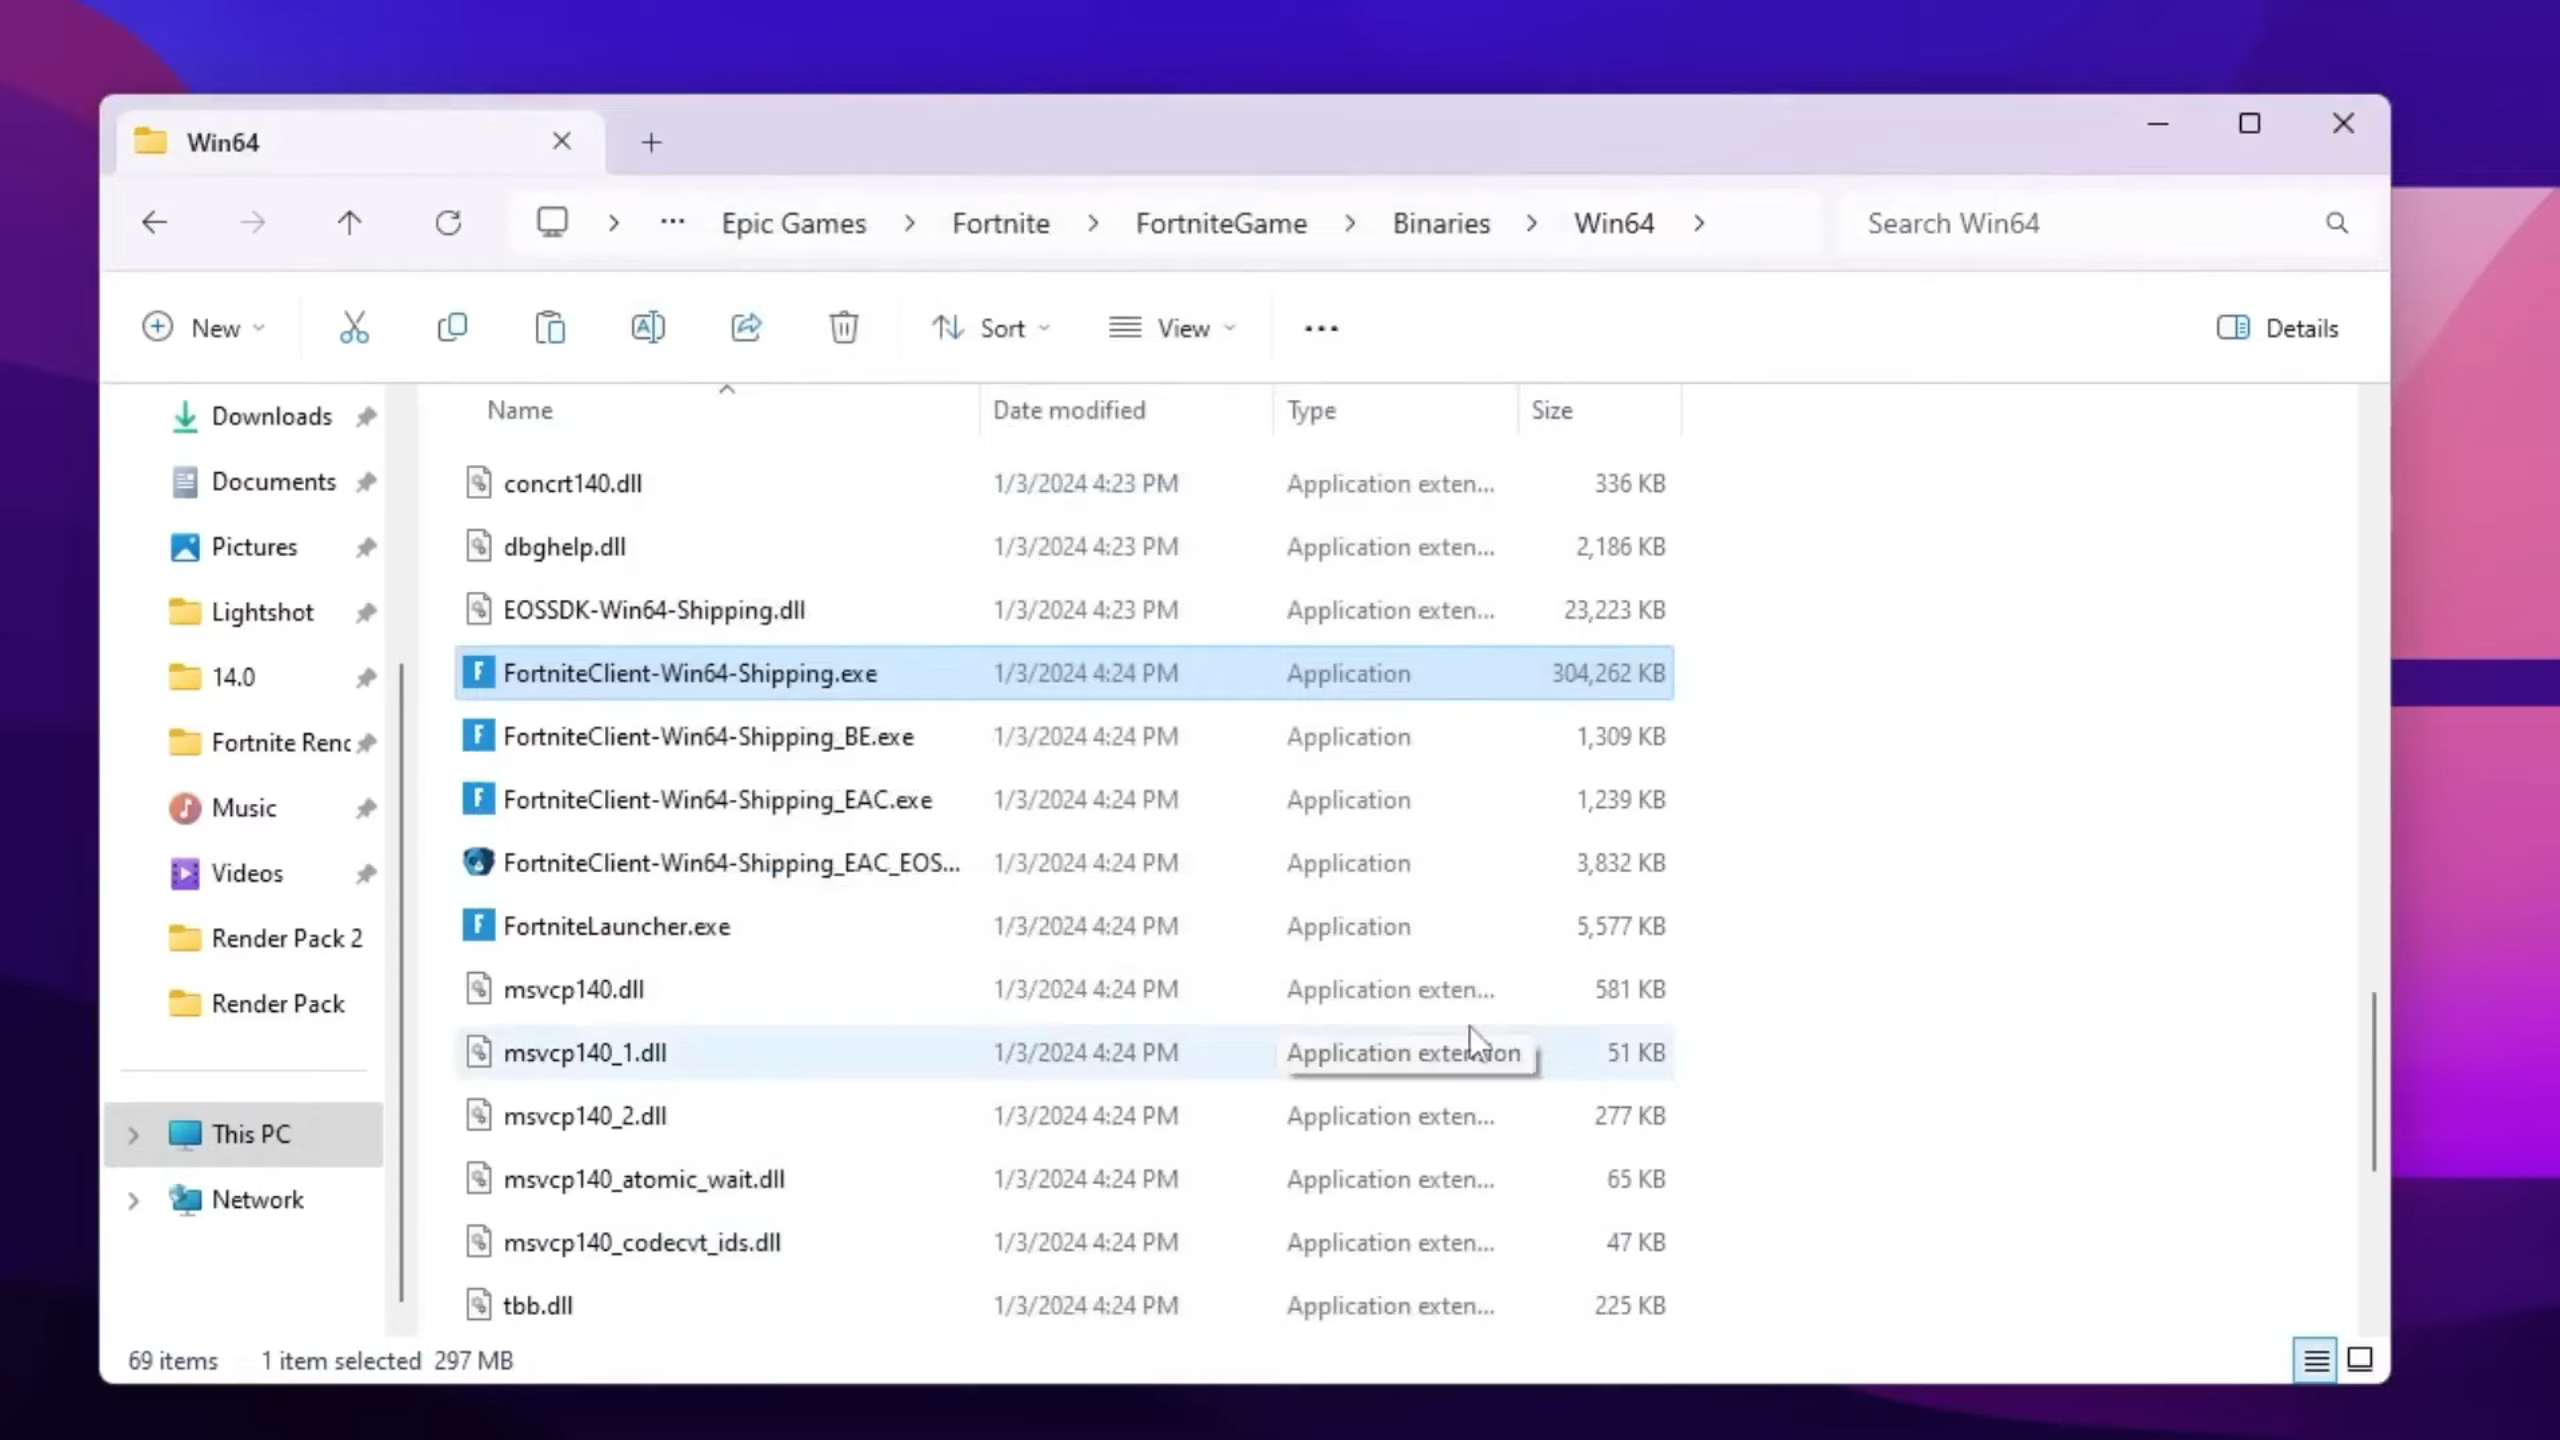 Win64
Epic Games > Fortnite > FortniteGame > Binaries > Win64 >
Search Win64
New
Sort
View
Details
Downloads
Documents
Pictures
Lightshot
14.0
Fortnite Renc
Music
Videos
Render Pack 2
Render Pack
This PC
Network
Name Date modified Type Size
concrt140.dll 1/3/2024 4:23 PM Application exten... 336 KB
dbghelp.dll 1/3/2024 4:23 PM Application exten... 2,186 KB
EOSSDK-Win64-Shipping.dll 1/3/2024 4:23 PM Application exten... 23,223 KB
FortniteClient-Win64-Shipping.exe 1/3/2024 4:24 PM Application 304,262 KB
FortniteClient-Win64-Shipping_BE.exe 1/3/2024 4:24 PM Application 1,309 KB
FortniteClient-Win64-Shipping_EAC.exe 1/3/2024 4:24 PM Application 1,239 KB
FortniteClient-Win64-Shipping_EAC_EOS... 1/3/2024 4:24 PM Application 3,832 KB
FortniteLauncher.exe 1/3/2024 4:24 PM Application 5,577 KB
msvcp140.dll 1/3/2024 4:24 PM Application exten... 581 KB
msvcp140_1.dll 1/3/2024 4:24 PM Application extension 51 KB
msvcp140_2.dll 1/3/2024 4:24 PM Application exten... 277 KB
msvcp140_atomic_wait.dll 1/3/2024 4:24 PM Application exten... 65 KB
msvcp140_codecvt_ids.dll 1/3/2024 4:24 PM Application exten... 47 KB
tbb.dll 1/3/2024 4:24 PM Application exten... 225 KB
69 items 1 item selected 297 MB